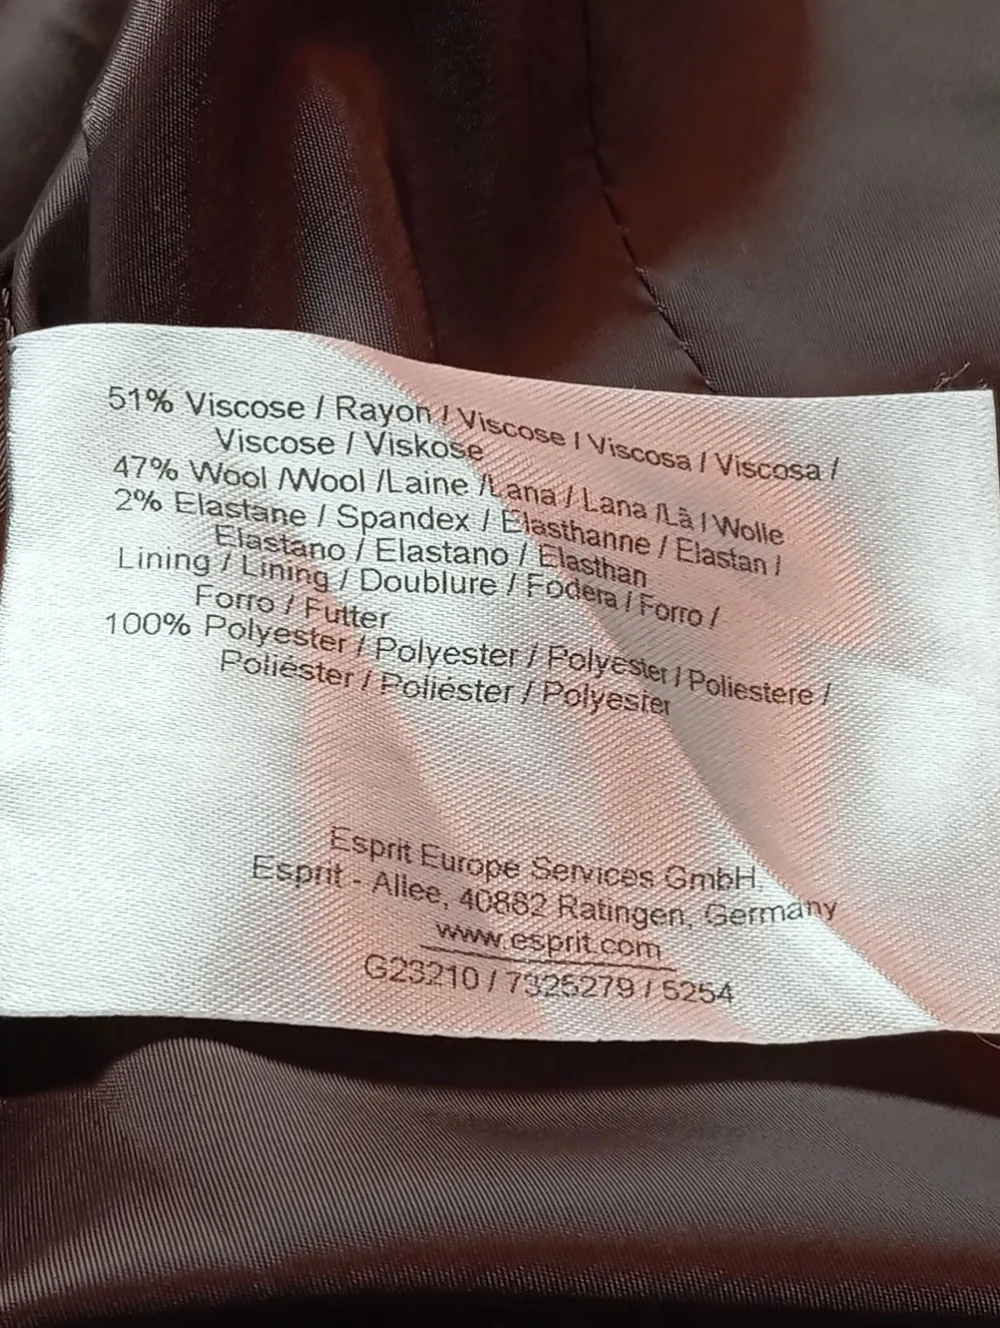 51% Viscose / Rayon / Viscose / Viscosa / Viscosa /
Viscose / Viskose
47% Wool /Wool /Laine /Lana / Lana /Lã / Wolle
2% Elastane / Spandex / Elasthanne / Elastan /
Elastano / Elastano / Elasthan
Lining / Lining / Doublure / Fodera / Forro /
Forro / Futter
100% Polyester / Polyester / Polyester / Poliestere /
Poliéster / Poliéster / Polyester
Esprit Europe Services GmbH.
Esprit - Allee, 40882 Ratingen, Germany
www.esprit.com
G23210 / 7325279 / 5254